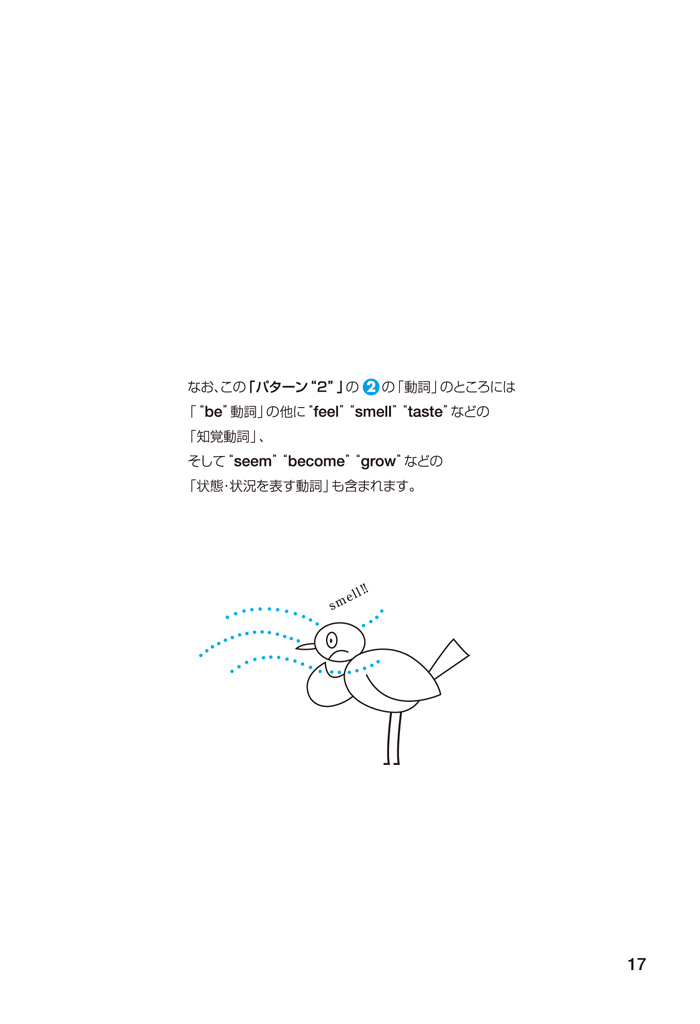 なお、この「パターン“2”」の ❷ の「動詞」のところには
「“be”動詞」の他に“feel” “smell” “taste”などの
「知覚動詞」、
そして“seem” “become” “grow”などの
「状態・状況を表す動詞」も含まれます。
smell!!
17